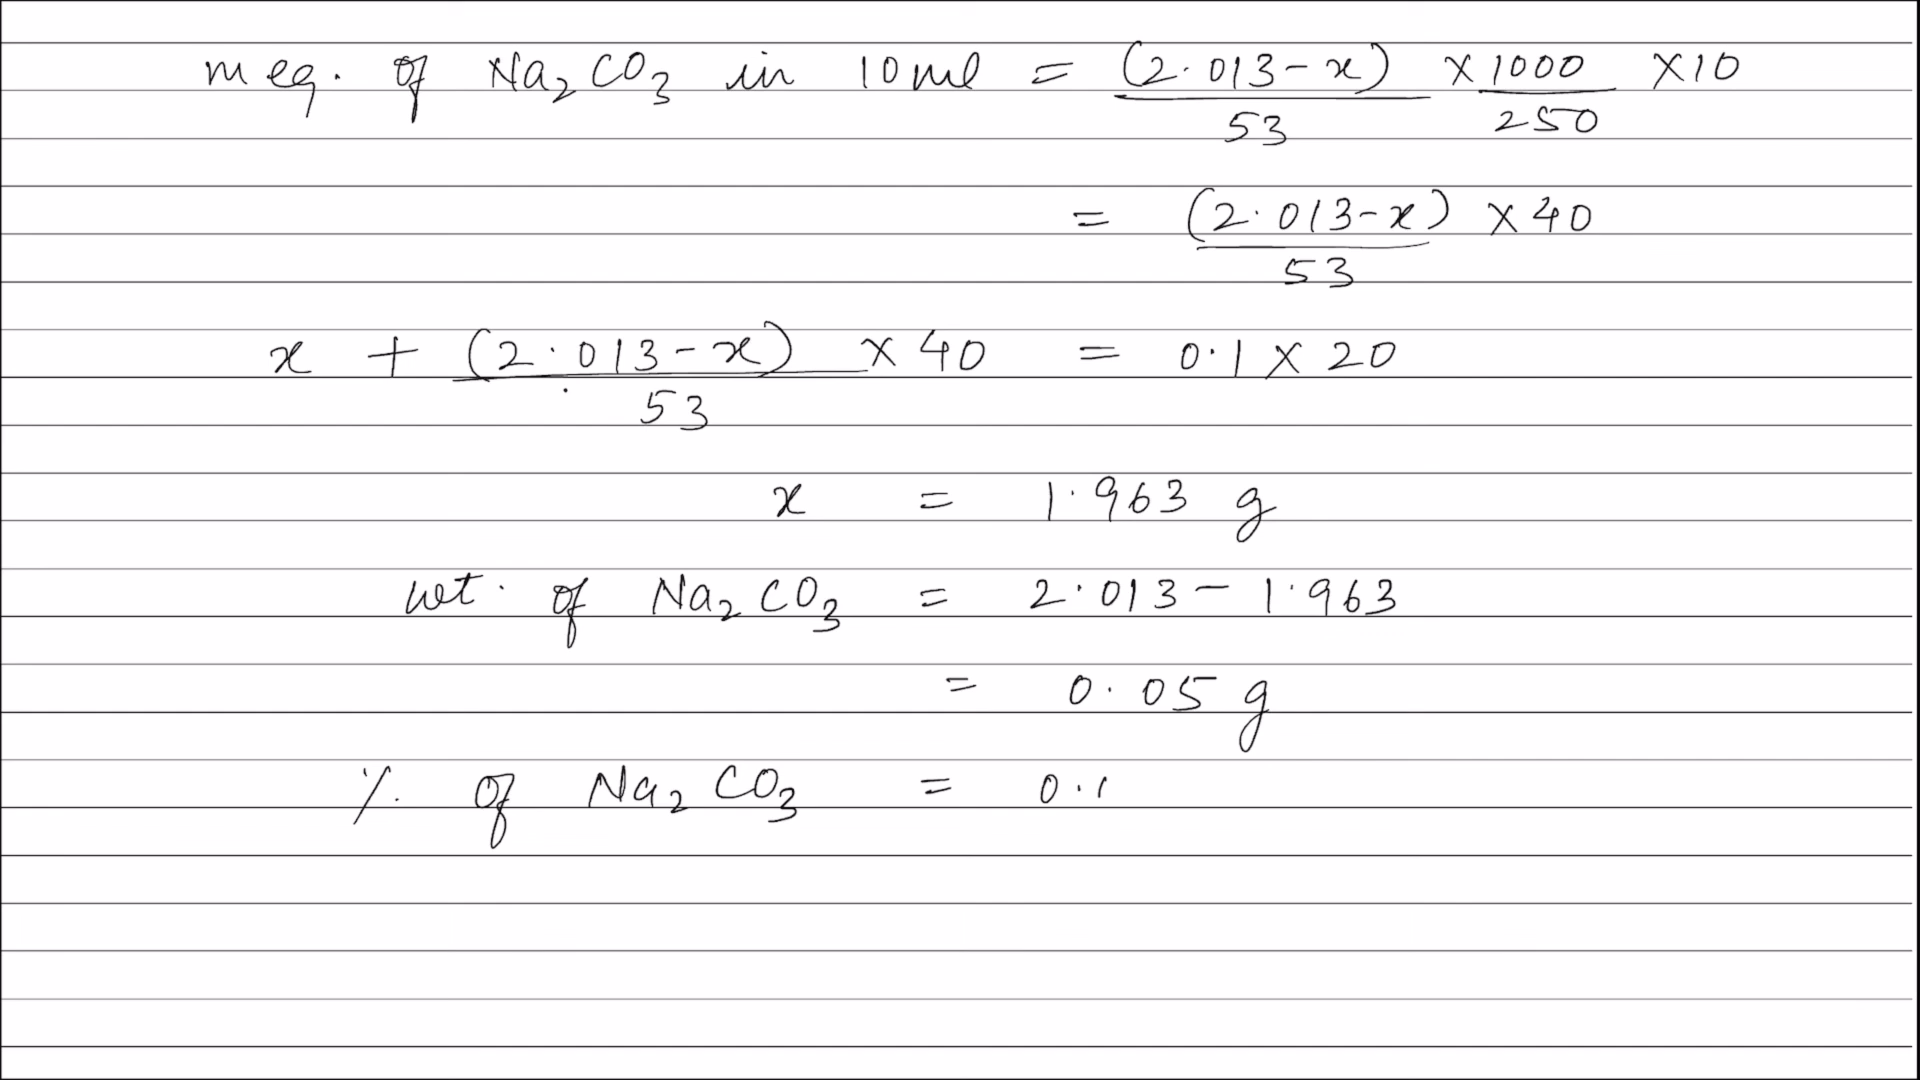 meq. of Na₂CO₃ in 10 ml = (2.013-x)/53 × 1000/250 × 10
= (2.013-x)/53 × 40
x + (2.013-x)/53 × 40 = 0.1 × 20
x = 1.963 g
wt. of Na₂CO₃ = 2.013 - 1.963
= 0.05 g
% of Na₂CO₃ = 0.1